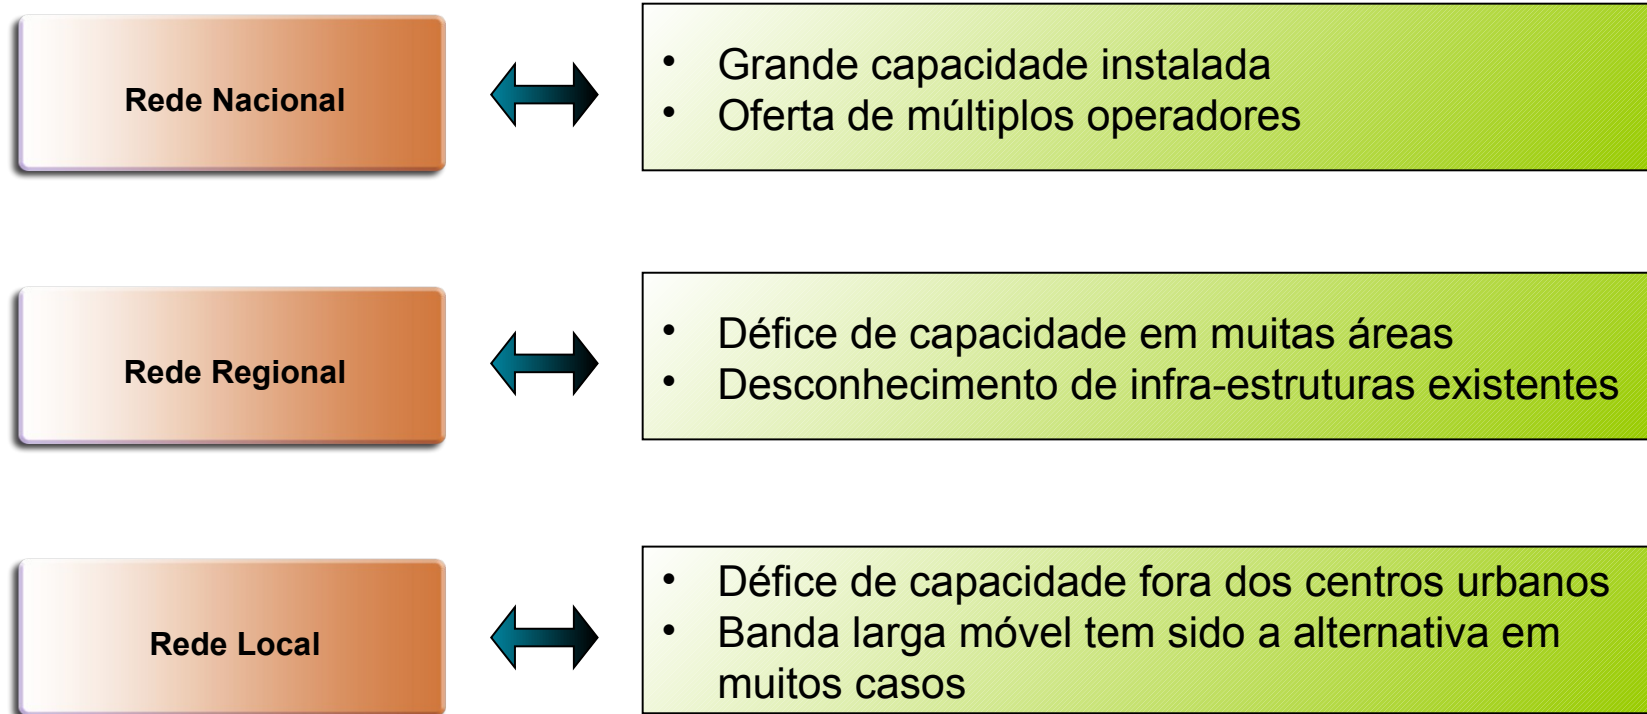 Rede Nacional
• Grande capacidade instalada
• Oferta de múltiplos operadores
Rede Regional
• Défice de capacidade em muitas áreas
• Desconhecimento de infra-estruturas existentes
Rede Local
• Défice de capacidade fora dos centros urbanos
• Banda larga móvel tem sido a alternativa em
muitos casos